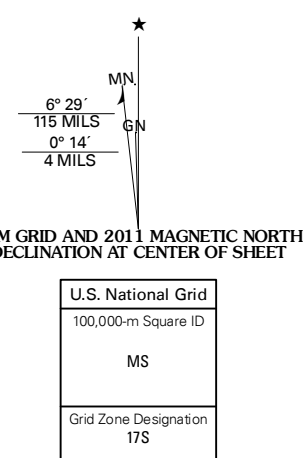 MN
6° 29´
115 MILS
GN
0° 14´
4 MILS
M GRID AND 2011 MAGNETIC NORTH
DECLINATION AT CENTER OF SHEET
U.S. National Grid
100,000-m Square ID
MS
Grid Zone Designation
17S